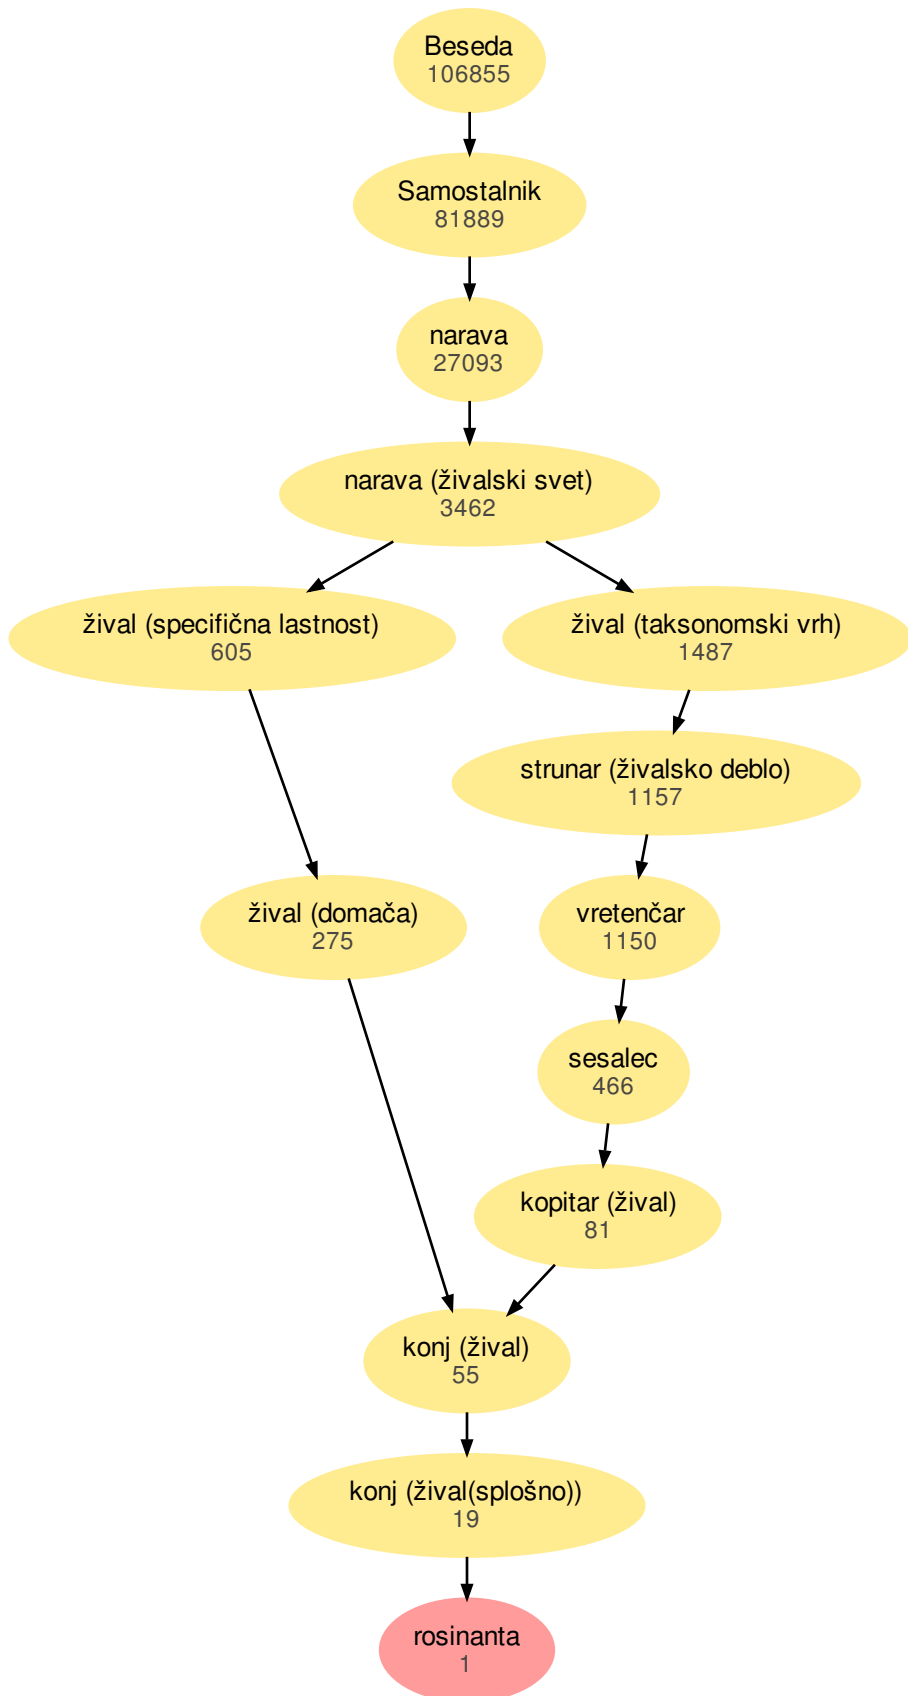 Beseda
106855
Samostalnik
81889
narava
27093
narava (živalski svet)
3462
žival (specifična lastnost)
605
žival (taksonomski vrh)
1487
strunar (živalsko deblo)
1157
žival (domača)
275
vretenčar
1150
sesalec
466
kopitar (žival)
81
konj (žival)
55
konj (žival(splošno))
19
rosinanta
1